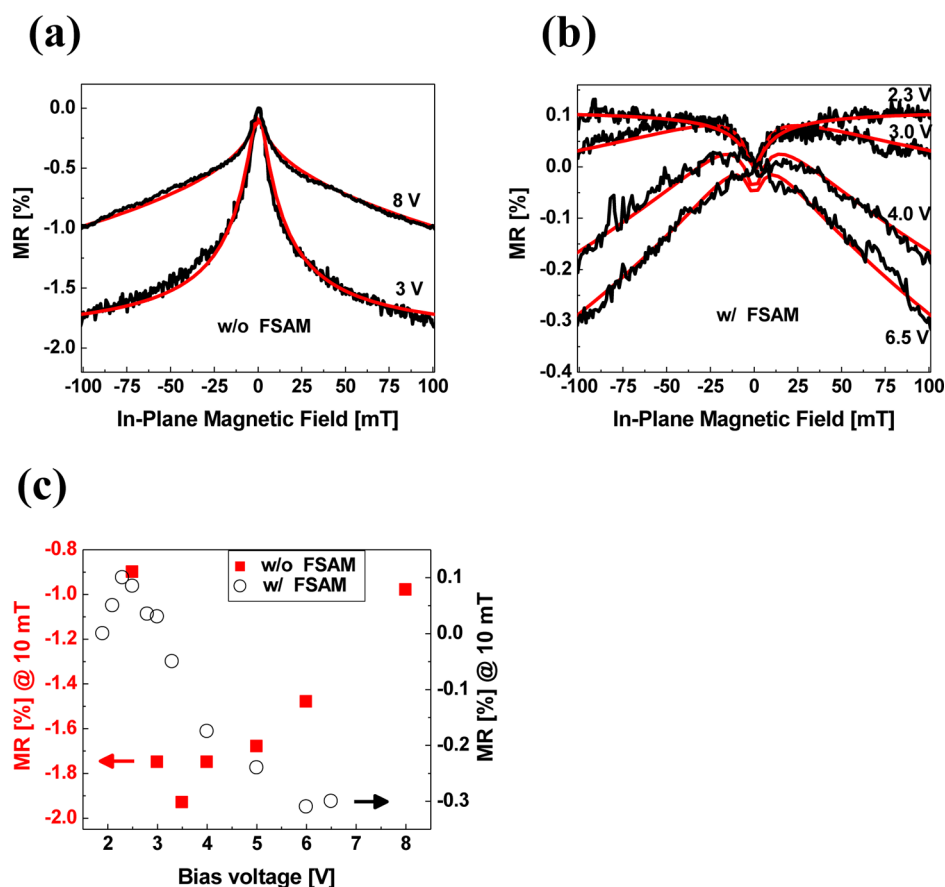 (a)
(b)
0.0
-0.5
-1.0
-1.5
-2.0
MR [%]
8 V
3 V
w/o FSAM
-100 -75 -50 -25 0 25 50 75 100
In-Plane Magnetic Field [mT]
0.1
0.0
-0.1
-0.2
-0.3
-0.4
MR [%]
2.3 V
3.0 V
4.0 V
6.5 V
w/ FSAM
-100 -75 -50 -25 0 25 50 75 100
In-Plane Magnetic Field [mT]
(c)
-0.8
-1.0
-1.2
-1.4
-1.6
-1.8
-2.0
MR [%] @ 10 mT
w/o FSAM
w/ FSAM
0.1
0.0
-0.1
-0.2
-0.3
MR [%] @ 10 mT
2 3 4 5 6 7 8
Bias voltage [V]